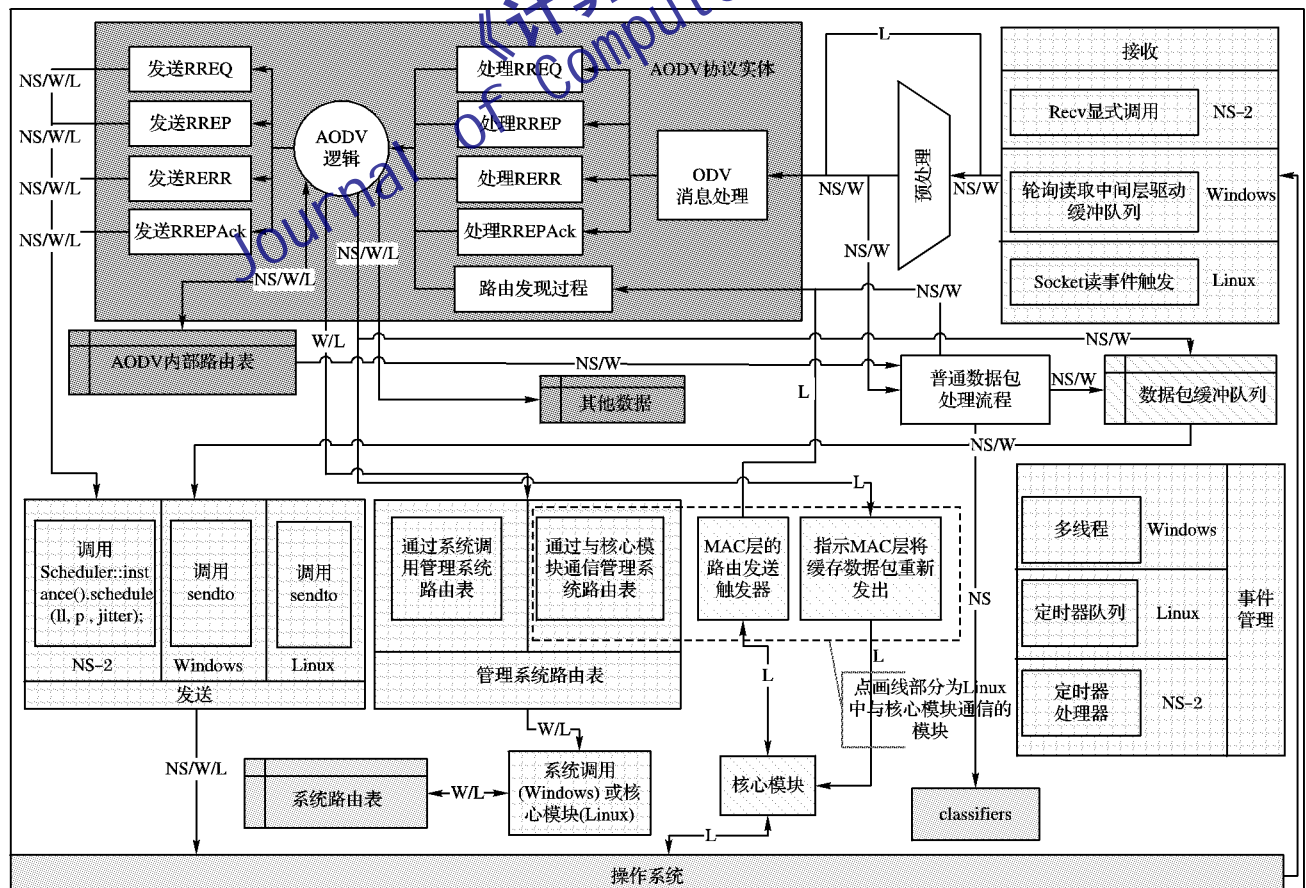 《计算
Journal of Compute
L
接收
Recv显式调用
NS-2
轮询读取中间层驱动
缓冲队列
Windows
Socket读事件触发
Linux
NS/W
预处理
NS/W
NS/W
NS/W
AODV协议实体
ODV
消息处理
处理RREQ
处理RREP
处理RERR
处理RREPAck
路由发现过程
AODV
逻辑
发送RREQ
发送RREP
发送RERR
发送RREPAck
NS/W/L
NS/W/L
NS/W/L
NS/W/L
NS/W/L
NS/W/L
W/L
AODV内部路由表
NS/W
其他数据
L
普通数据包
处理流程
NS/W
NS/W
数据包缓冲队列
NS/W
L
NS
调用
Scheduler::inst
ance().schedule
(ll, p , jitter);
NS-2
调用
sendto
Windows
调用
sendto
Linux
发送
通过系统调
用管理系统
路由表
通过与核心模
块通信管理系
统路由表
管理系统路由表
MAC层的
路由发送
触发器
指示MAC层将
缓存数据包重新
发出
L
L
点画线部分为Linux
中与核心模块通信的
模块
多线程
Windows
定时器队列
Linux
定时器
处理器
NS-2
事件
管理
NS/W/L
W/L
系统路由表
W/L
系统调用
(Windows) 或核
心模块(Linux)
核心模块
L
classifiers
操作系统